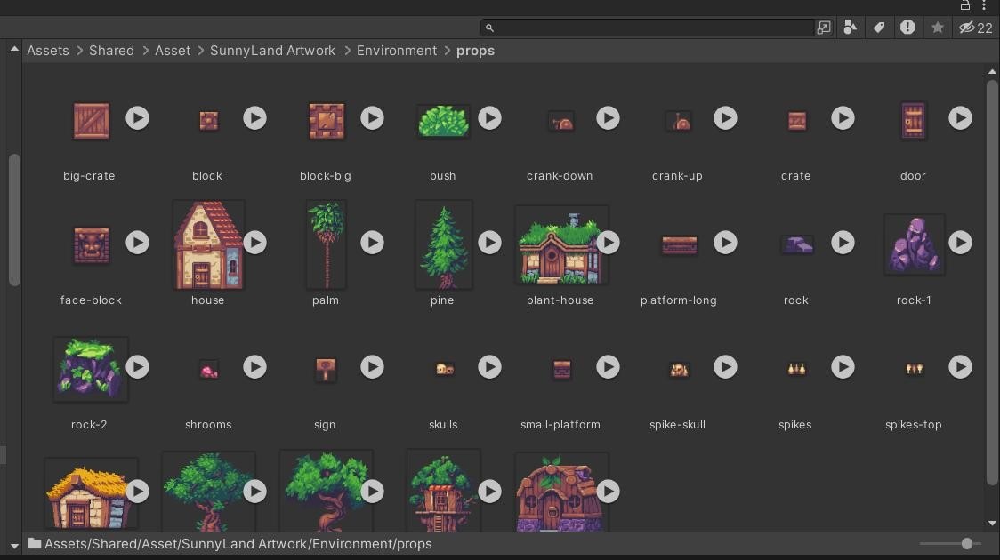 22
Assets > Shared > Asset > SunnyLand Artwork > Environment > props
big-crate block block-big bush crank-down crank-up crate door
face-block house palm pine plant-house platform-long rock rock-1
rock-2 shrooms sign skulls small-platform spike-skull spikes spikes-top
Assets/Shared/Asset/SunnyLand Artwork/Environment/props